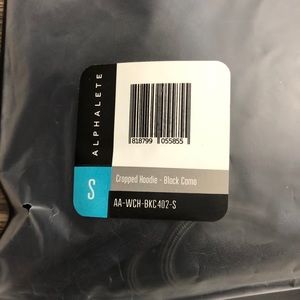 ALPHALETE
818799 055855
S
Cropped Hoodie - Black Camo
AA-WCH-BKC402-S